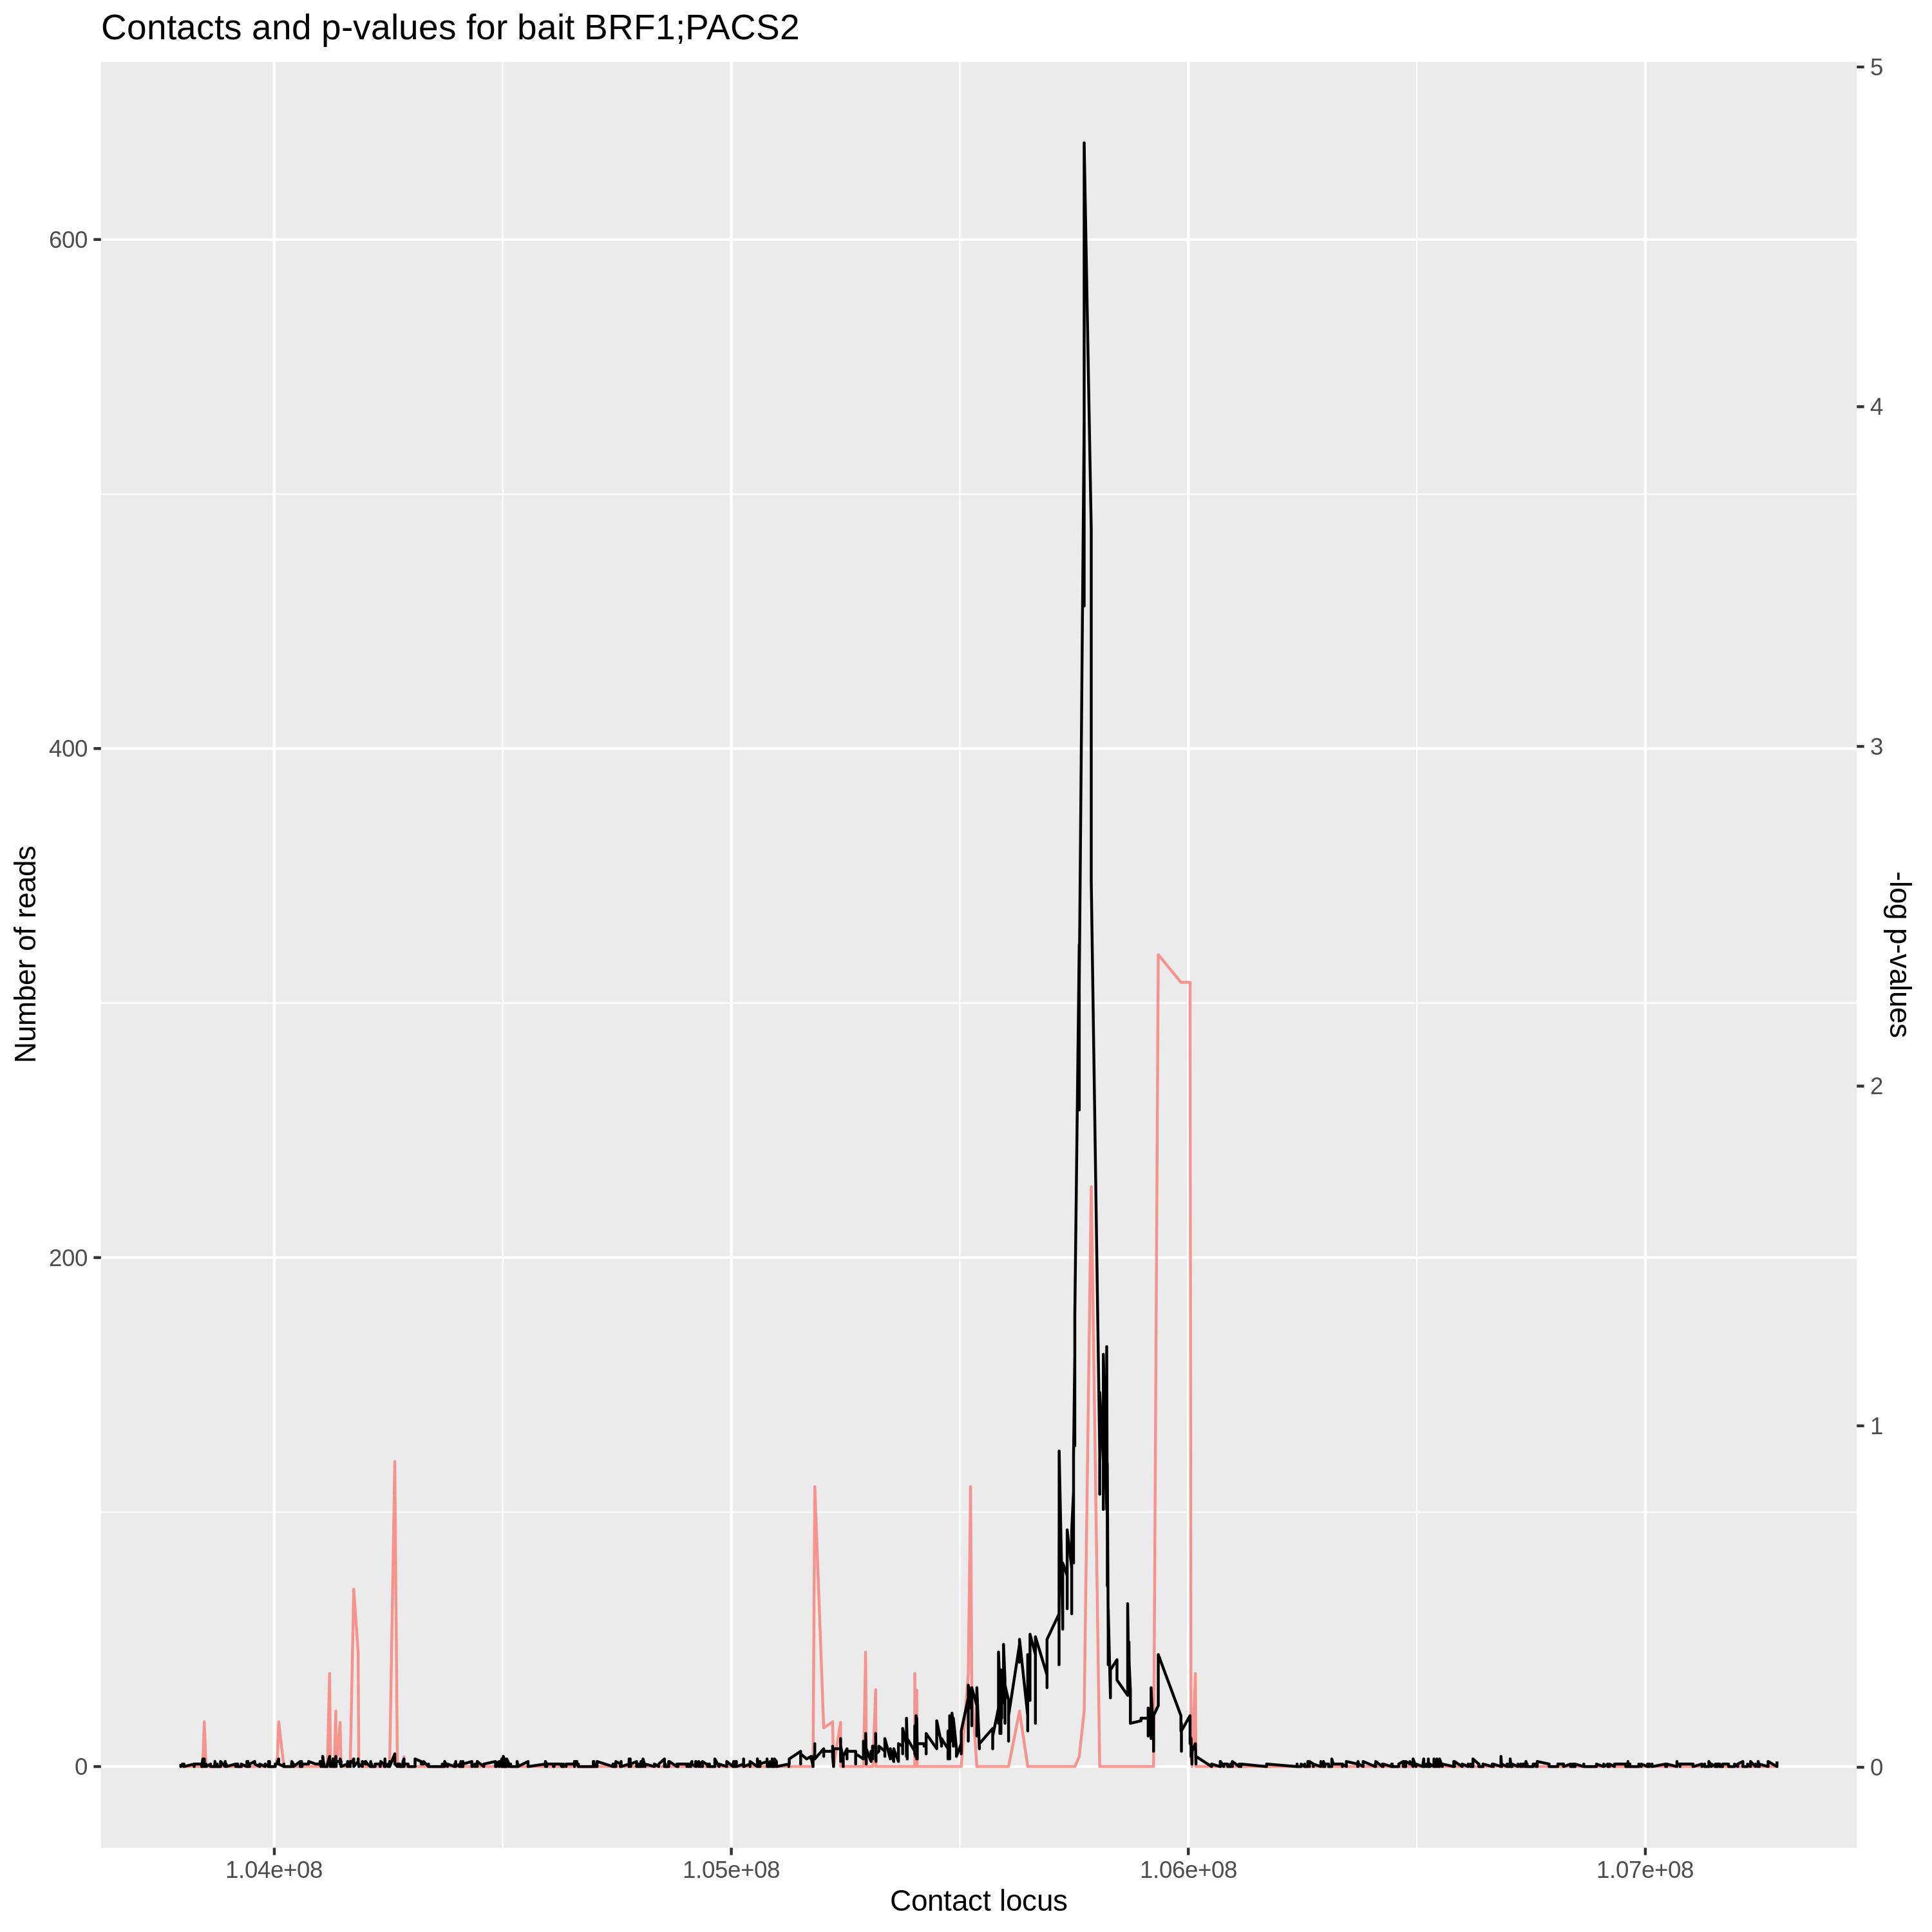 Contacts and p-values for bait BRF1;PACS2
Number of reads
600
400
200
0
5
4
3
2
1
0
-log p-values
1.04e+08
1.05e+08
1.06e+08
1.07e+08
Contact locus